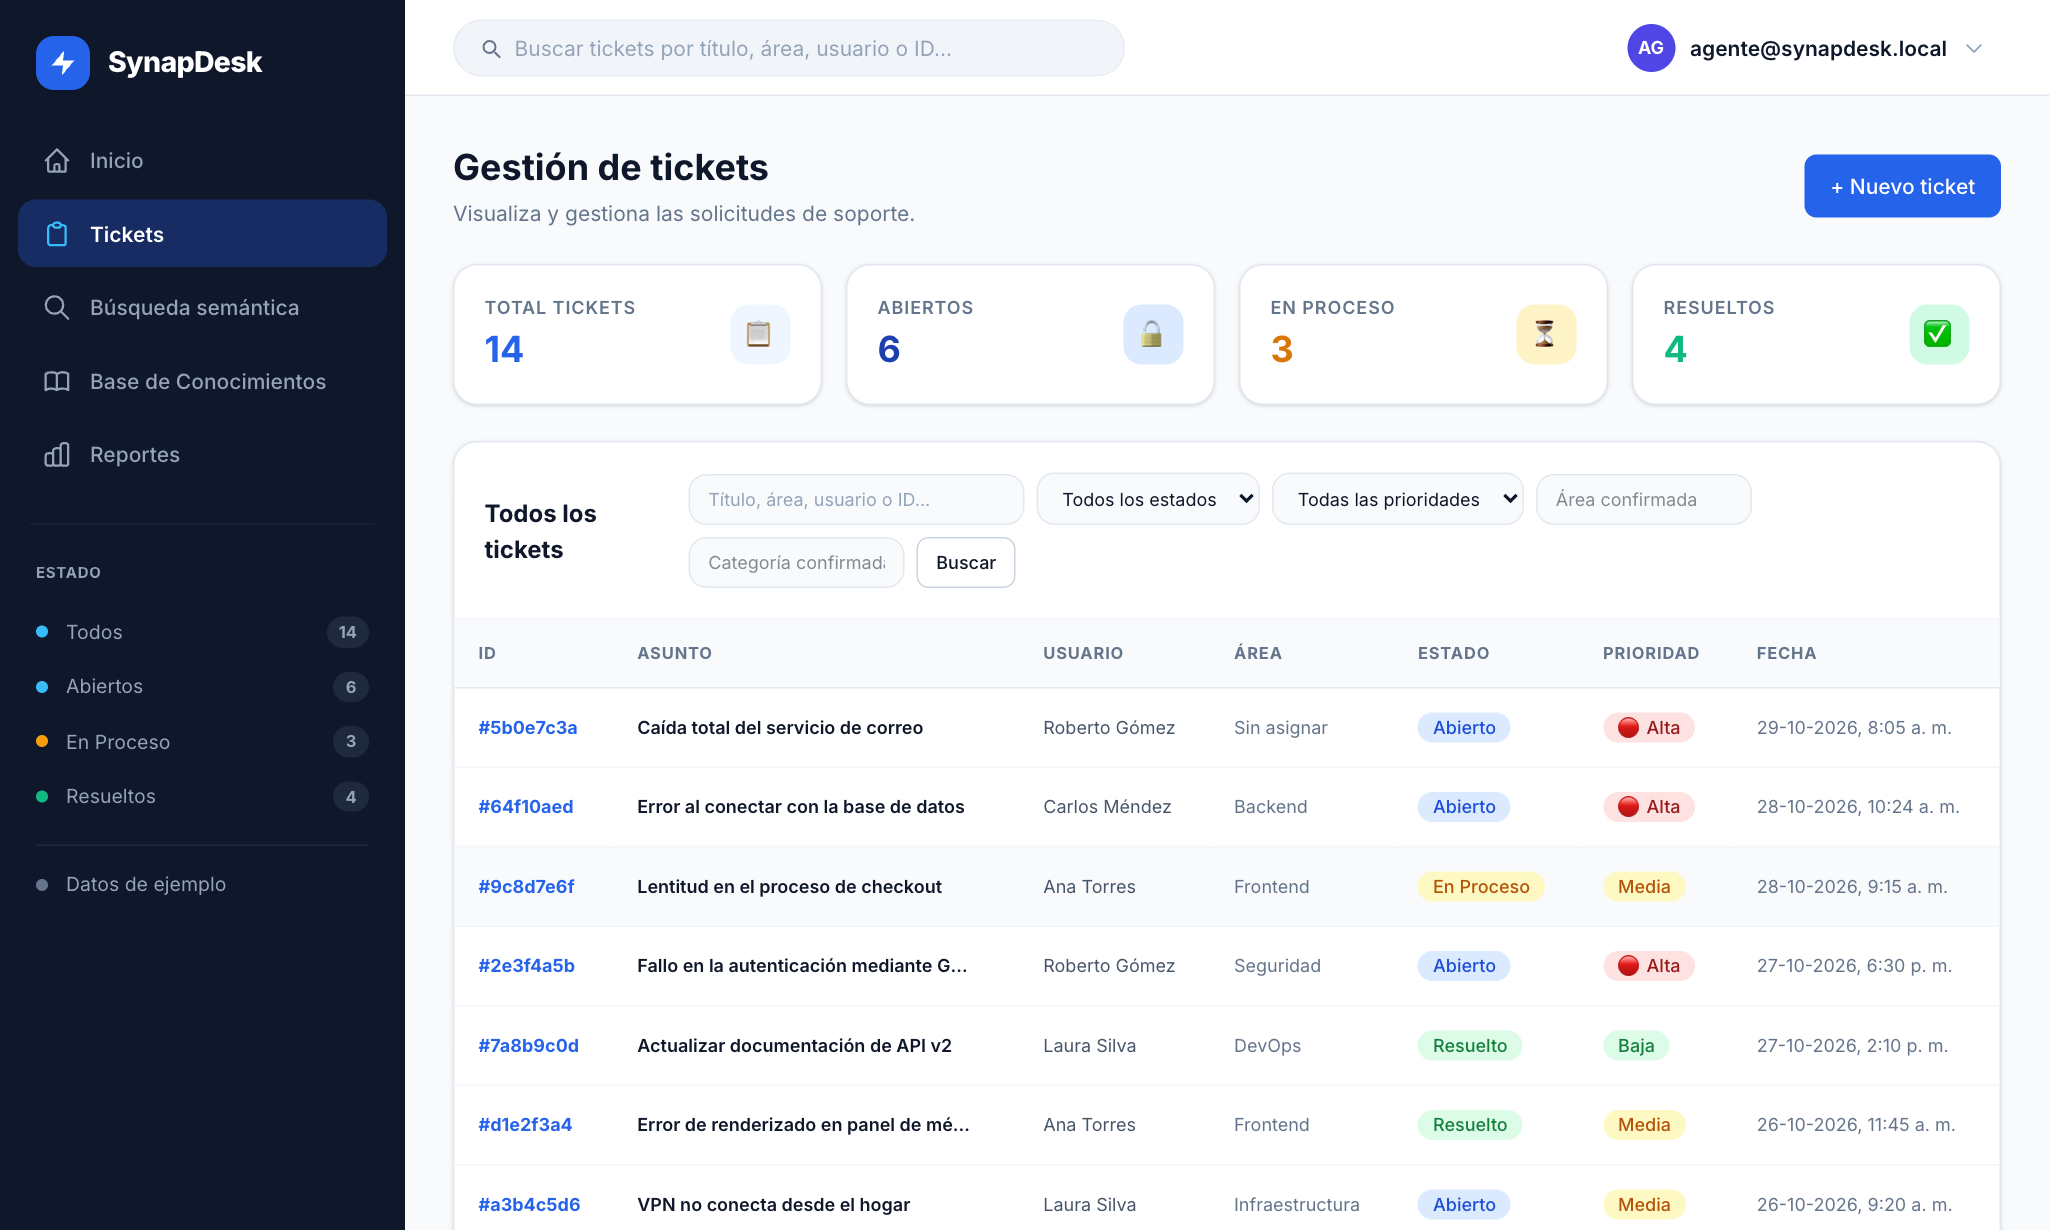 SynapDesk
Inicio
Tickets
Búsqueda semántica
Base de Conocimientos
Reportes
ESTADO
Todos 14
Abiertos 6
En Proceso 3
Resueltos 4
Datos de ejemplo
Buscar tickets por título, área, usuario o ID...
AG agente@synapdesk.local
Gestión de tickets
Visualiza y gestiona las solicitudes de soporte.
+ Nuevo ticket
TOTAL TICKETS
14
ABIERTOS
6
EN PROCESO
3
RESUELTOS
4
Todos los
tickets
Título, área, usuario o ID... Todos los estados Todas las prioridades Área confirmada
Categoría confirmada Buscar
ID ASUNTO USUARIO ÁREA ESTADO PRIORIDAD FECHA
#5b0e7c3a Caída total del servicio de correo Roberto Gómez Sin asignar Abierto Alta 29-10-2026, 8:05 a. m.
#64f10aed Error al conectar con la base de datos Carlos Méndez Backend Abierto Alta 28-10-2026, 10:24 a. m.
#9c8d7e6f Lentitud en el proceso de checkout Ana Torres Frontend En Proceso Media 28-10-2026, 9:15 a. m.
#2e3f4a5b Fallo en la autenticación mediante G... Roberto Gómez Seguridad Abierto Alta 27-10-2026, 6:30 p. m.
#7a8b9c0d Actualizar documentación de API v2 Laura Silva DevOps Resuelto Baja 27-10-2026, 2:10 p. m.
#d1e2f3a4 Error de renderizado en panel de mé... Ana Torres Frontend Resuelto Media 26-10-2026, 11:45 a. m.
#a3b4c5d6 VPN no conecta desde el hogar Laura Silva Infraestructura Abierto Media 26-10-2026, 9:20 a. m.